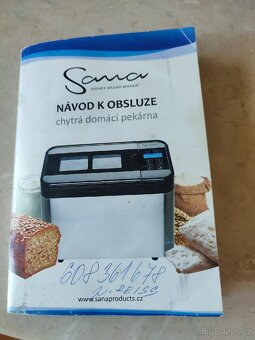 Sana
SMART BREAD MAKER
NÁVOD K OBSLUZE
chytrá domácí pekárna
608 361 678
www.sanaproducts.cz